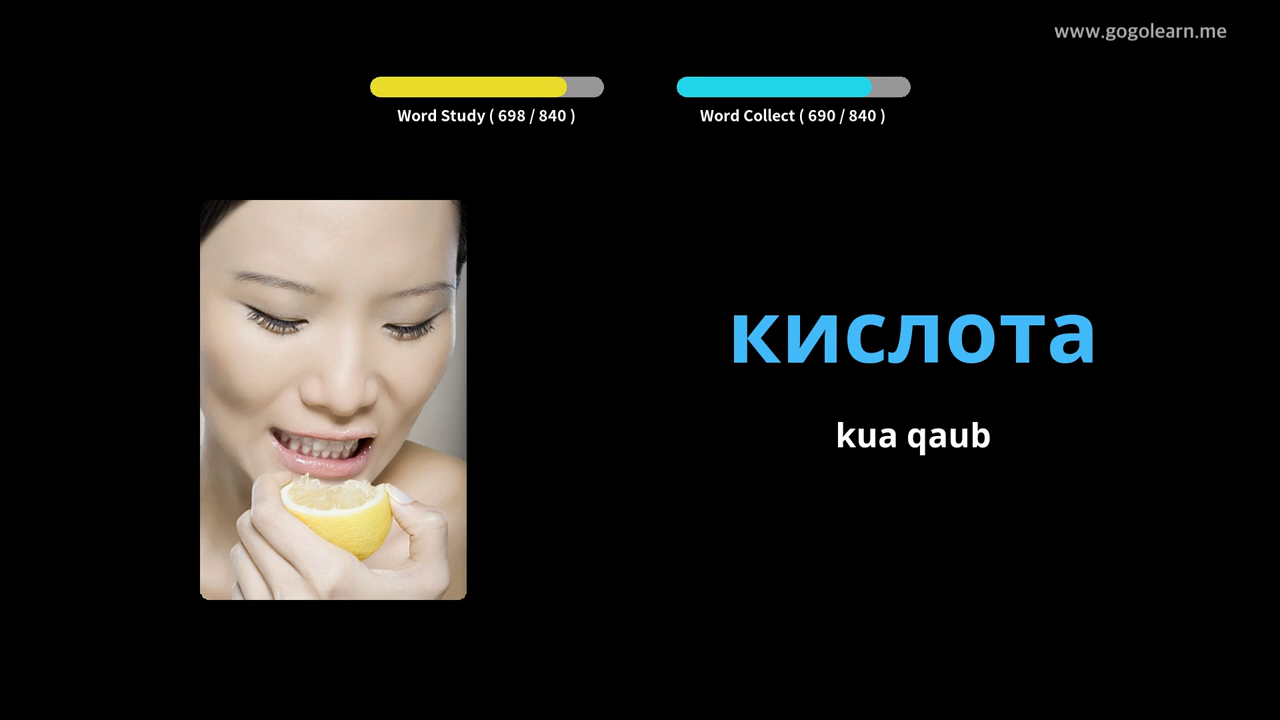 www.gogolearn.me
Word Study ( 698 / 840 )
Word Collect ( 690 / 840 )
кислота
kua qaub